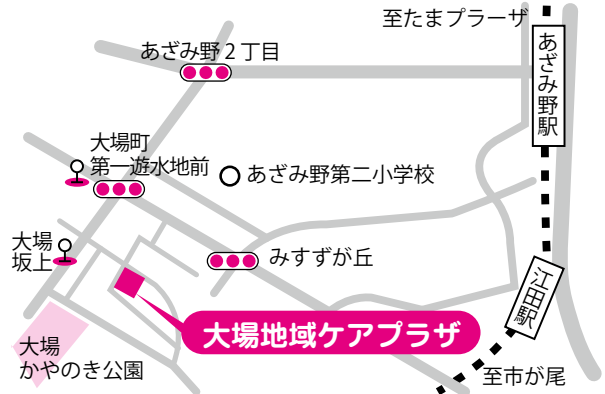 至たまプラーザ
あざみ野駅
あざみ野2丁目
大場町
第一遊水地前
あざみ野第二小学校
大場
坂上
みすずが丘
江田駅
大場地域ケアプラザ
大場
かやのき公園
至市が尾